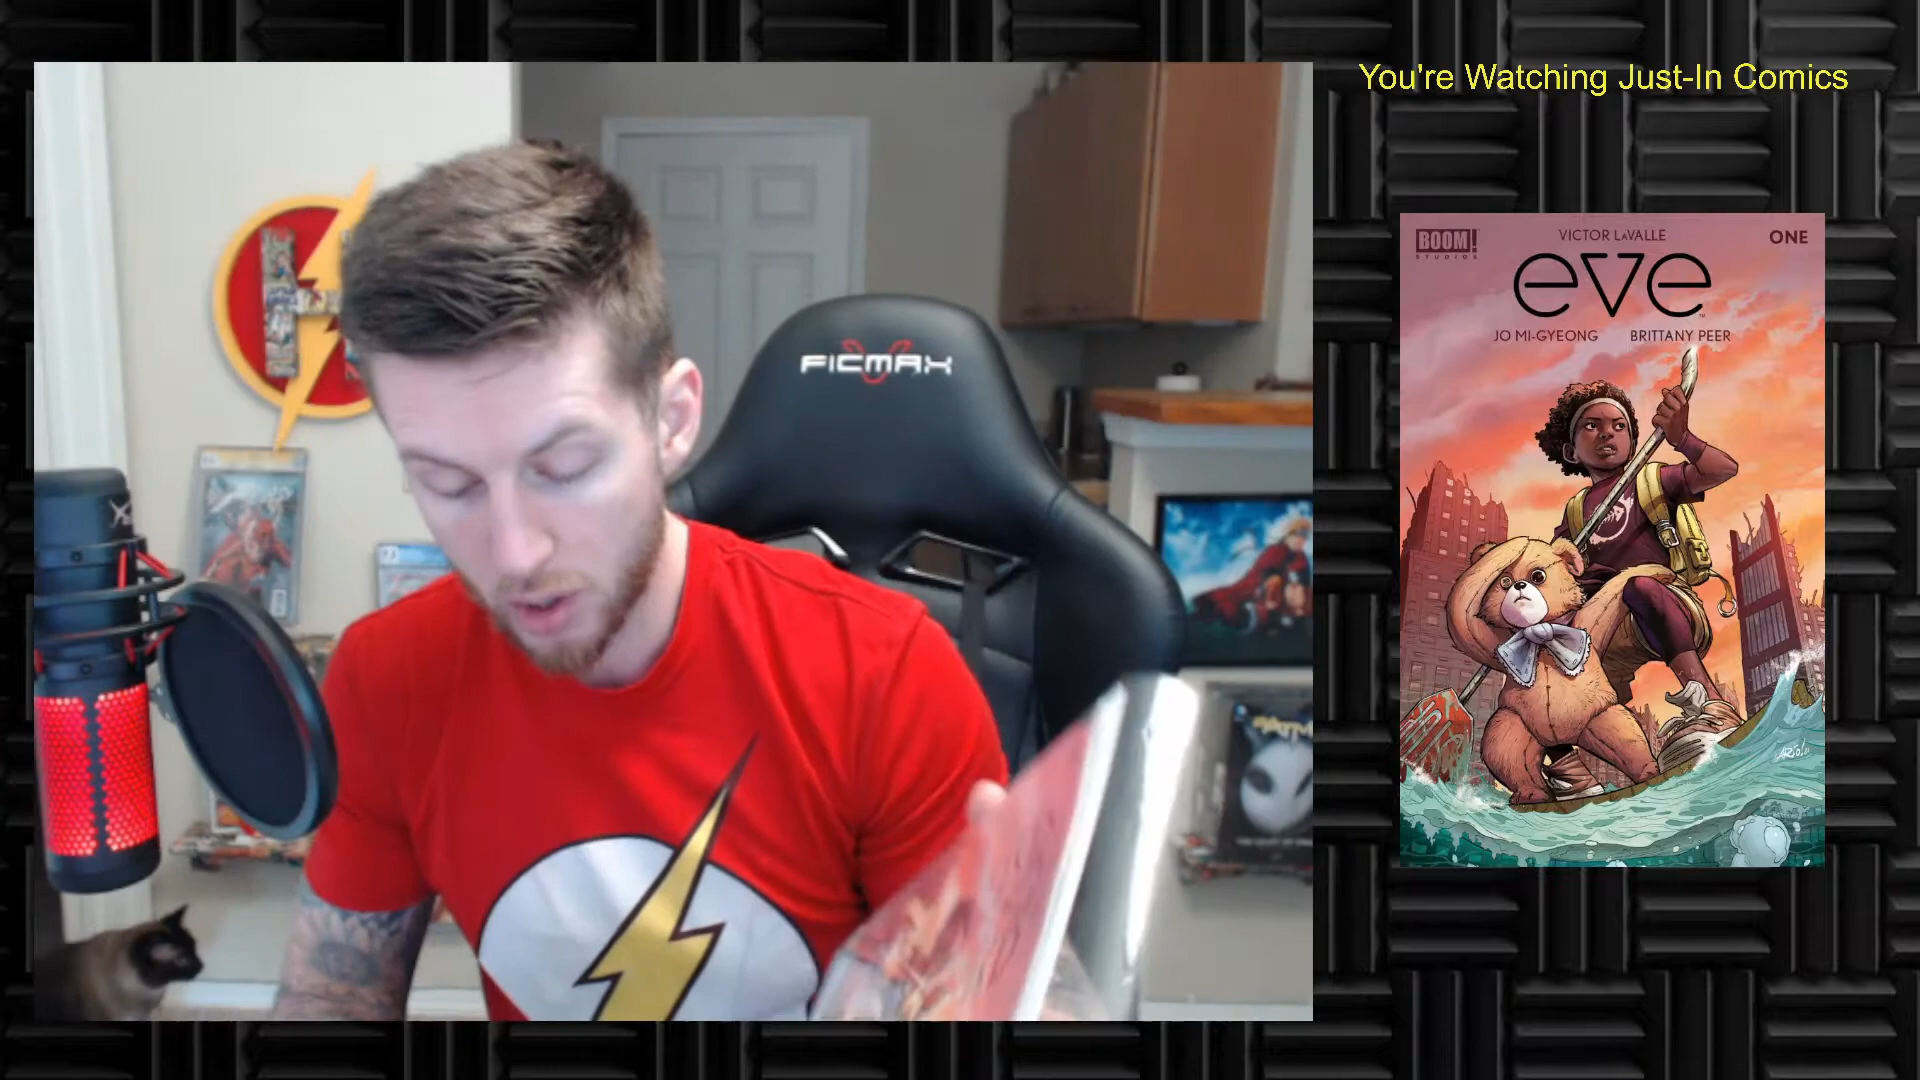 You're Watching Just-In Comics
FICMAX
BOOM!
STUDIOS
VICTOR LAVALLE
ONE
eve
JO MI-GYEONG
BRITTANY PEER